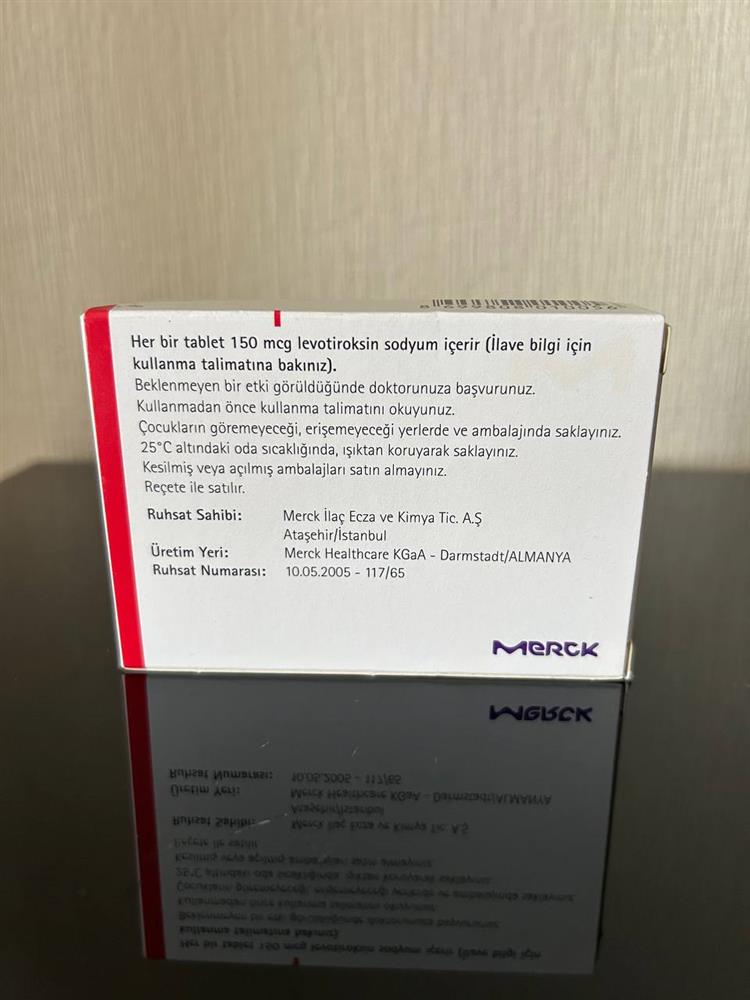 8 699808 010096
Her bir tablet 150 mcg levotiroksin sodyum içerir (İlave bilgi için
kullanma talimatına bakınız).
Beklenmeyen bir etki görüldüğünde doktorunuza başvurunuz.
Kullanmadan önce kullanma talimatını okuyunuz.
Çocukların göremeyeceği, erişemeyeceği yerlerde ve ambalajında saklayınız.
25°C altındaki oda sıcaklığında, ışıktan koruyarak saklayınız.
Kesilmiş veya açılmış ambalajları satın almayınız.
Reçete ile satılır.
Ruhsat Sahibi: Merck İlaç Ecza ve Kimya Tic. A.Ş
Ataşehir/İstanbul
Üretim Yeri: Merck Healthcare KGaA - Darmstadt/ALMANYA
Ruhsat Numarası: 10.05.2005 - 117/65
Merck